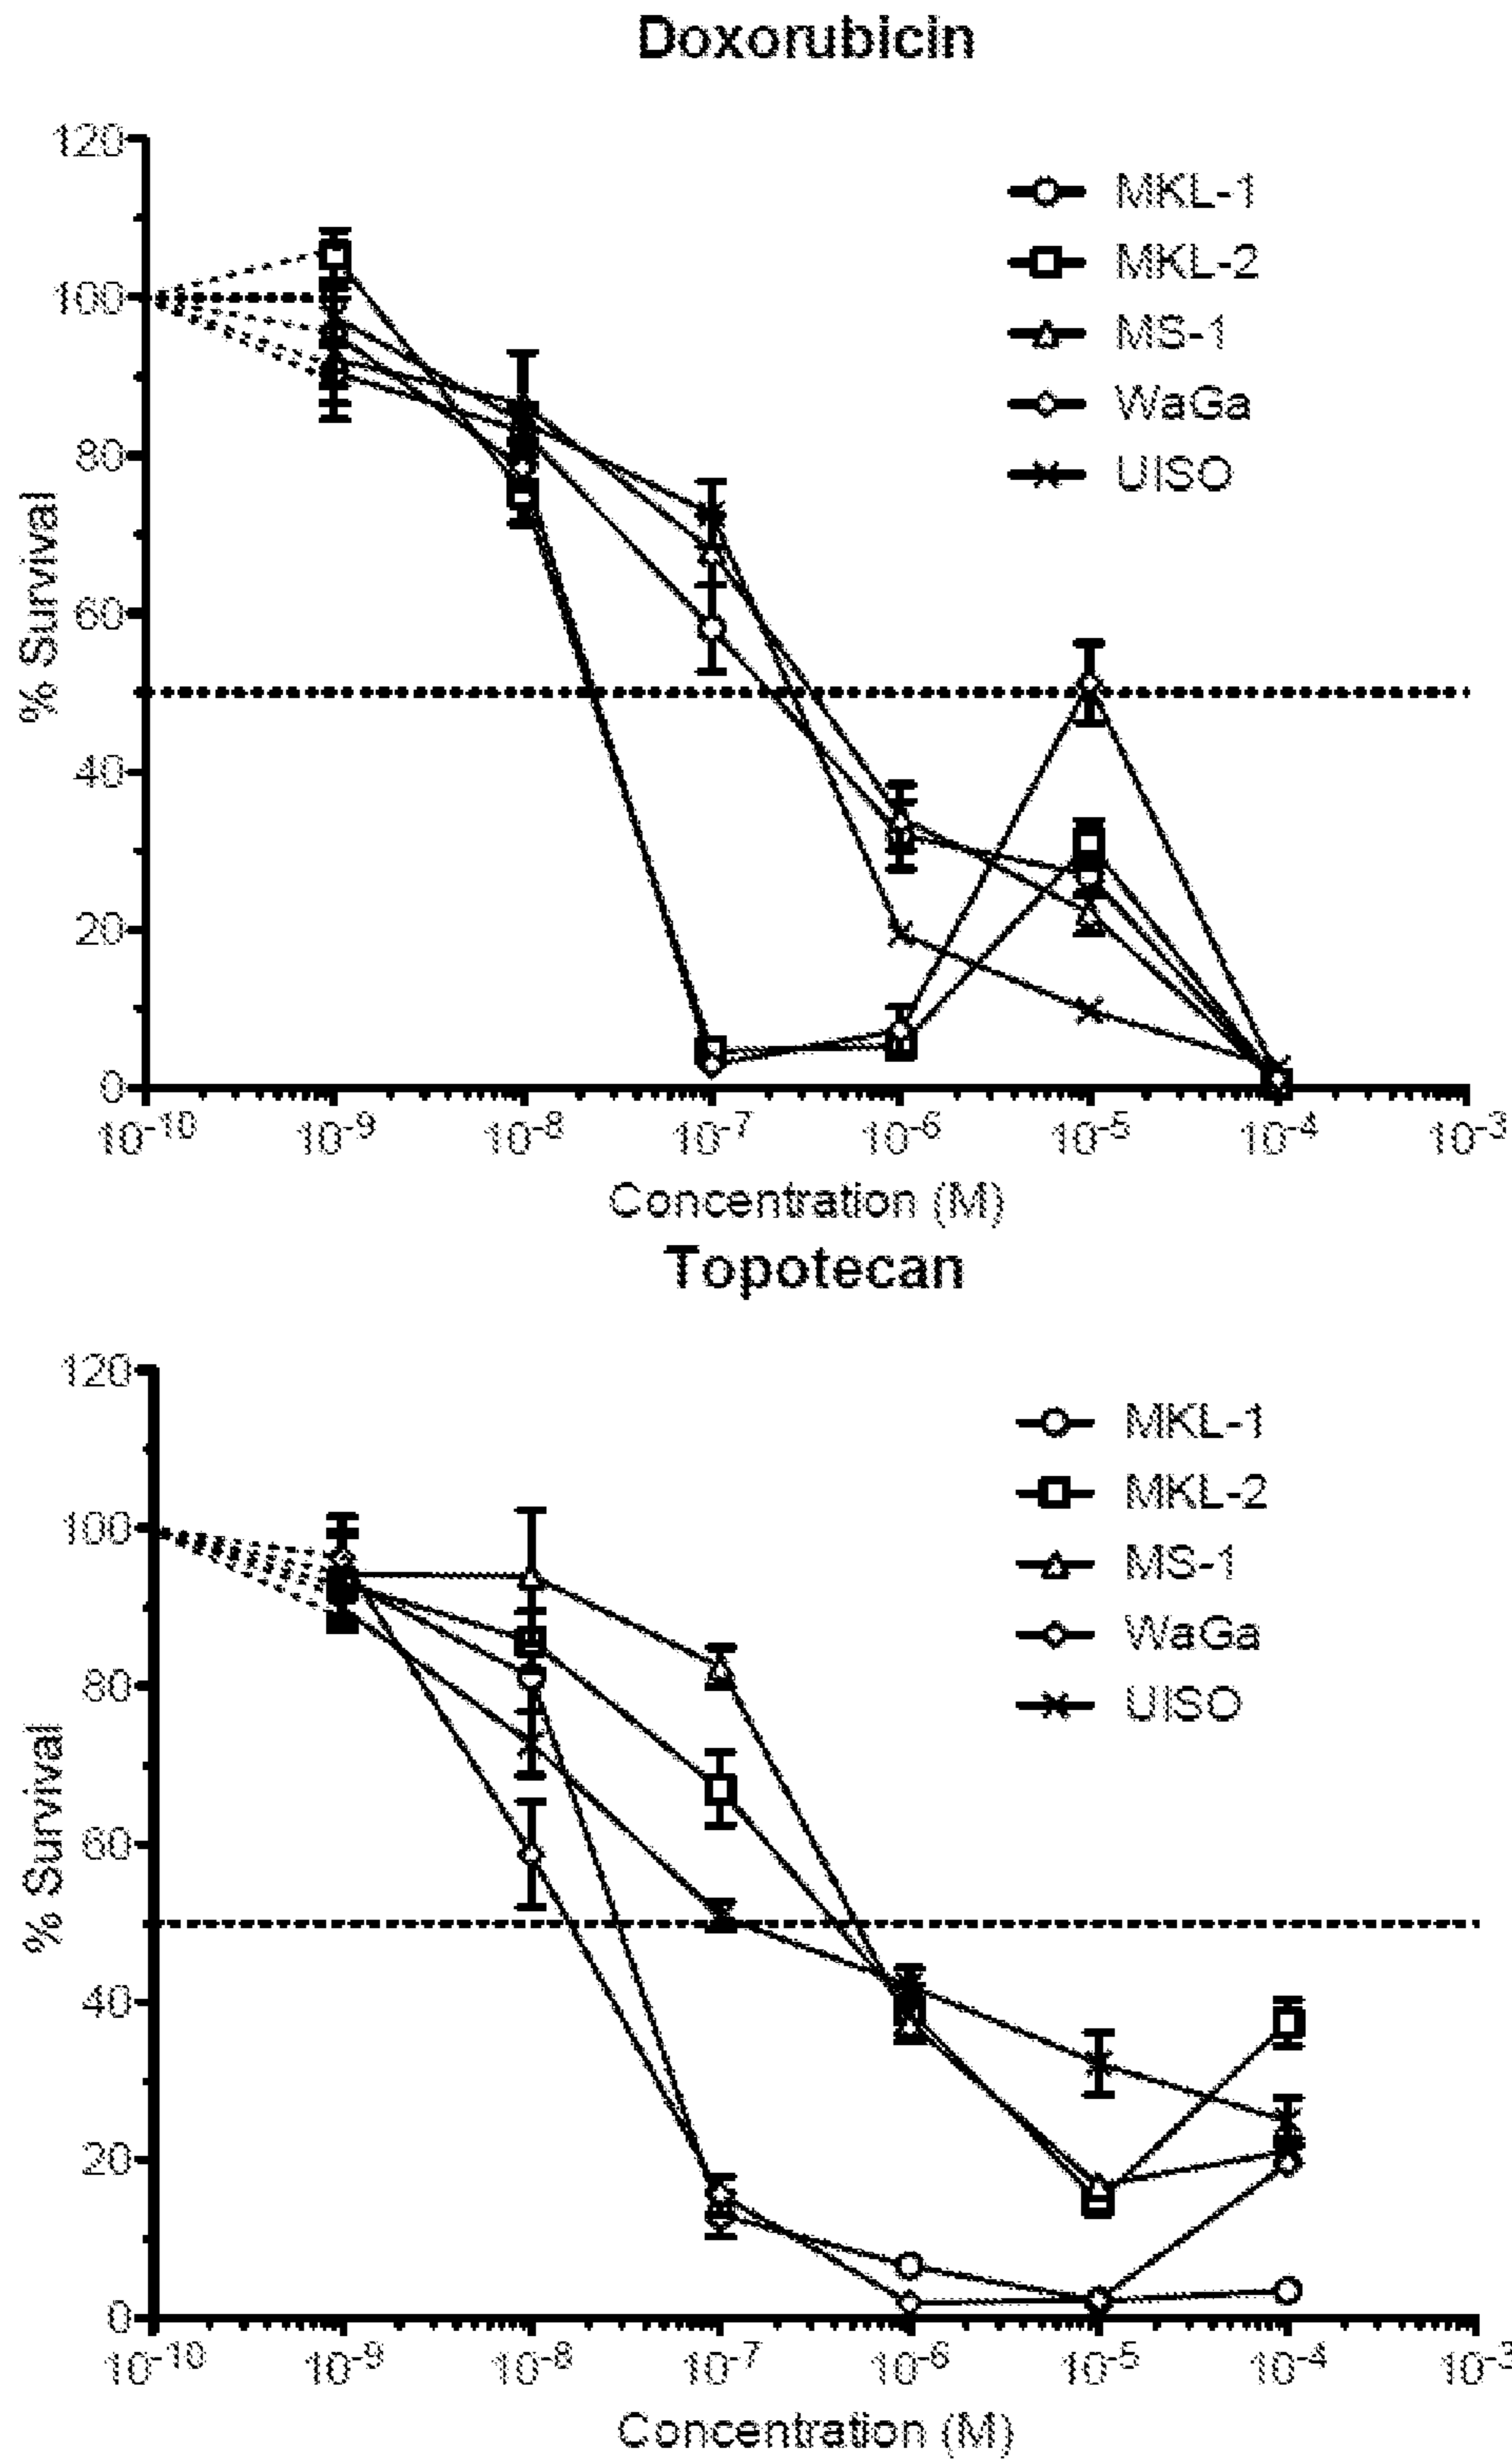 Doxorubicin
120
100
80
60
40
20
0
% Survival
MKL-1
MKL-2
MS-1
WaGa
UISO
10-10 10-9 10-8 10-7 10-6 10-5 10-4 10-3
Concentration (M)
Topotecan
120
100
80
60
40
20
0
% Survival
MKL-1
MKL-2
MS-1
WaGa
UISO
10-10 10-9 10-8 10-7 10-6 10-5 10-4 10-3
Concentration (M)